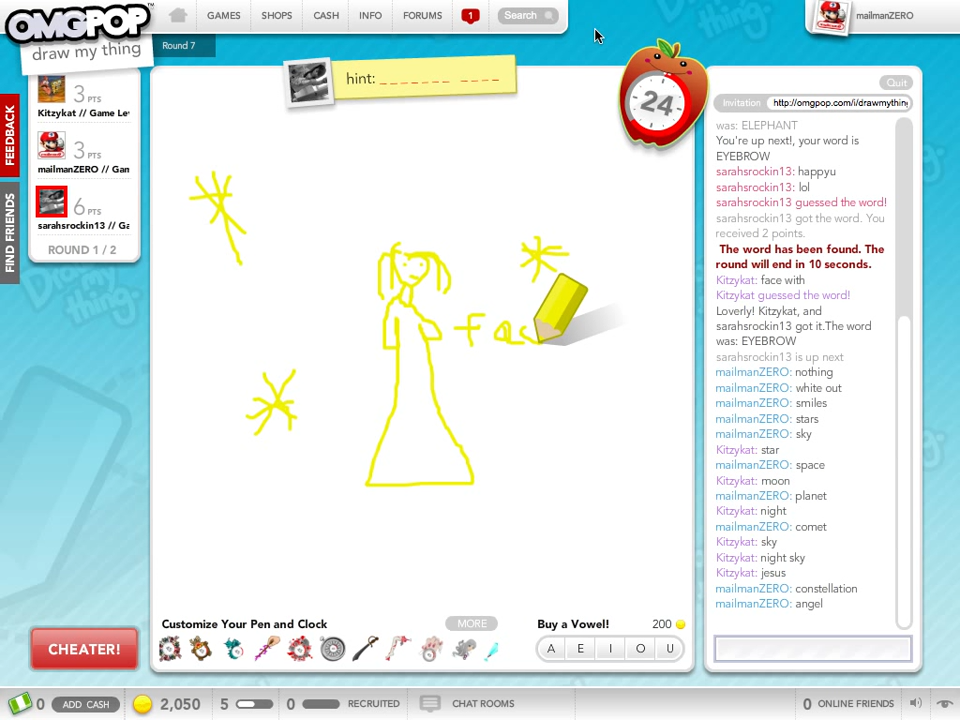 OMGPOP
draw my thing
GAMES
SHOPS
CASH
INFO
FORUMS
1
Search
mailmanZERO
Round 7
FEEDBACK
FIND FRIENDS
3 PTS
Kitzykat // Game Le
3 PTS
mailmanZERO // Gam
6 PTS
sarahsrockin13 // Ga
ROUND 1 / 2
hint: _ _ _ _ _ _ _ _ _ _ _
24
Fac
Quit
Invitation
http://omgpop.com/i/drawmything
was: ELEPHANT
You're up next!, your word is
EYEBROW
sarahsrockin13: happyu
sarahsrockin13: lol
sarahsrockin13 guessed the word!
sarahsrockin13 got the word. You
received 2 points.
The word has been found. The
round will end in 10 seconds.
Kitzykat: face with
Kitzykat guessed the word!
Loverly! Kitzykat, and
sarahsrockin13 got it.The word
was: EYEBROW
sarahsrockin13 is up next
mailmanZERO: nothing
mailmanZERO: white out
mailmanZERO: smiles
mailmanZERO: stars
mailmanZERO: sky
Kitzykat: star
mailmanZERO: space
Kitzykat: moon
mailmanZERO: planet
Kitzykat: night
mailmanZERO: comet
Kitzykat: sky
Kitzykat: night sky
Kitzykat: jesus
mailmanZERO: constellation
mailmanZERO: angel
Customize Your Pen and Clock
MORE
Buy a Vowel!
200
A E I O U
CHEATER!
0
ADD CASH
2,050
5
0
RECRUITED
CHAT ROOMS
0 ONLINE FRIENDS